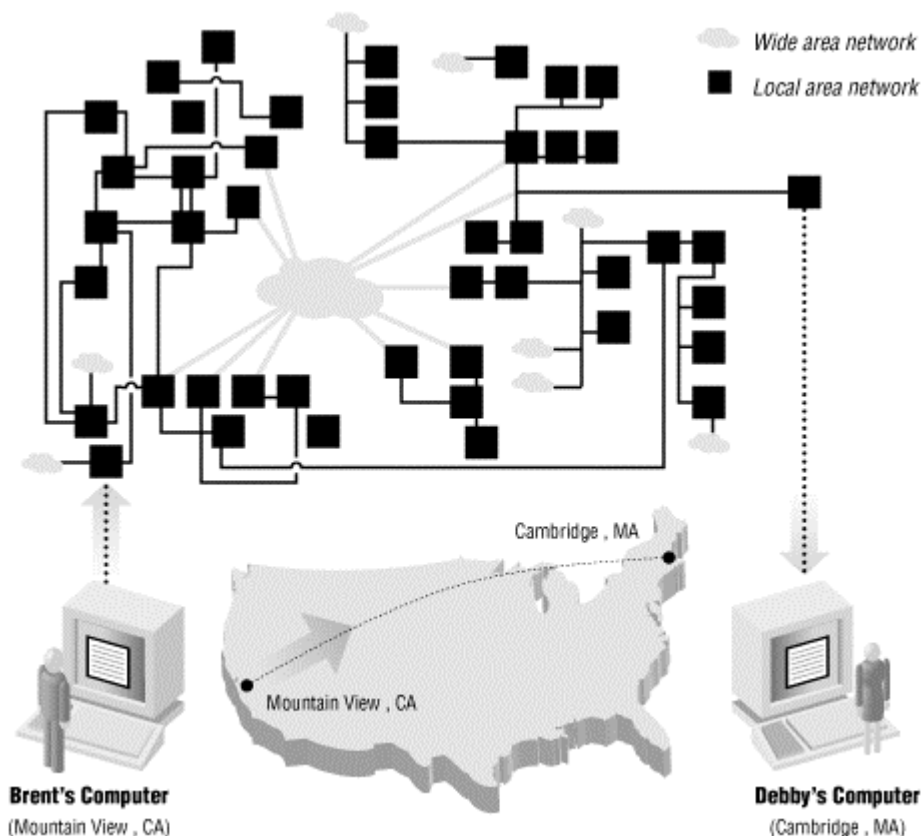 Wide area network
Local area network
Cambridge , MA
Mountain View , CA
Brent's Computer
(Mountain View , CA)
Debby's Computer
(Cambridge , MA)